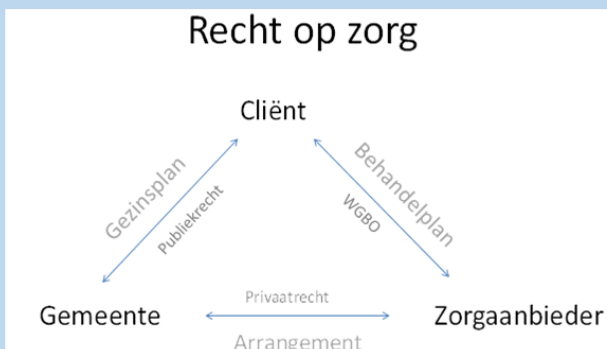 Recht op zorg
Cliënt
Gezinsplan
Publiekrecht
Behandelplan
WGBO
Privaatrecht
Gemeente
Zorgaanbieder
Arrangement